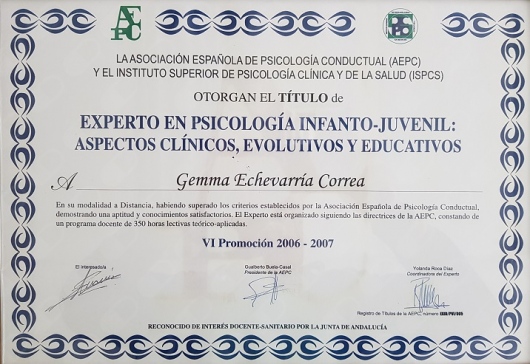 AE
PC
LA ASOCIACIÓN ESPAÑOLA DE PSICOLOGÍA CONDUCTUAL (AEPC)
Y EL INSTITUTO SUPERIOR DE PSICOLOGÍA CLÍNICA Y DE LA SALUD (ISPCS)
OTORGAN EL TÍTULO de
EXPERTO EN PSICOLOGÍA INFANTO-JUVENIL:
ASPECTOS CLÍNICOS, EVOLUTIVOS Y EDUCATIVOS
A Gemma Echevarría Correa
En su modalidad a Distancia, habiendo superado los criterios establecidos por la Asociación Española de Psicología Conductual,
demostrando una aptitud y conocimientos satisfactorios. El Experto está organizado siguiendo las directrices de la AEPC, constando de
un programa docente de 350 horas lectivas teórico-aplicadas.
VI Promoción 2006 - 2007
El interesado/a
Gualberto Buela-Casal
Presidente de la AEPC
Yolanda Roca Díaz
Coordinadora del Experto
Registro de Títulos de la AEPC, número
RECONOCIDO DE INTERÉS DOCENTE-SANITARIO POR LA JUNTA DE ANDALUCÍA